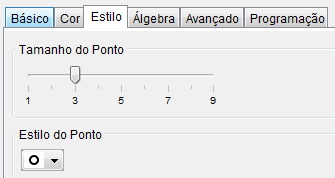 Básico Cor Estilo Álgebra Avançado Programação
Tamanho do Ponto
1 3 5 7 9
Estilo do Ponto